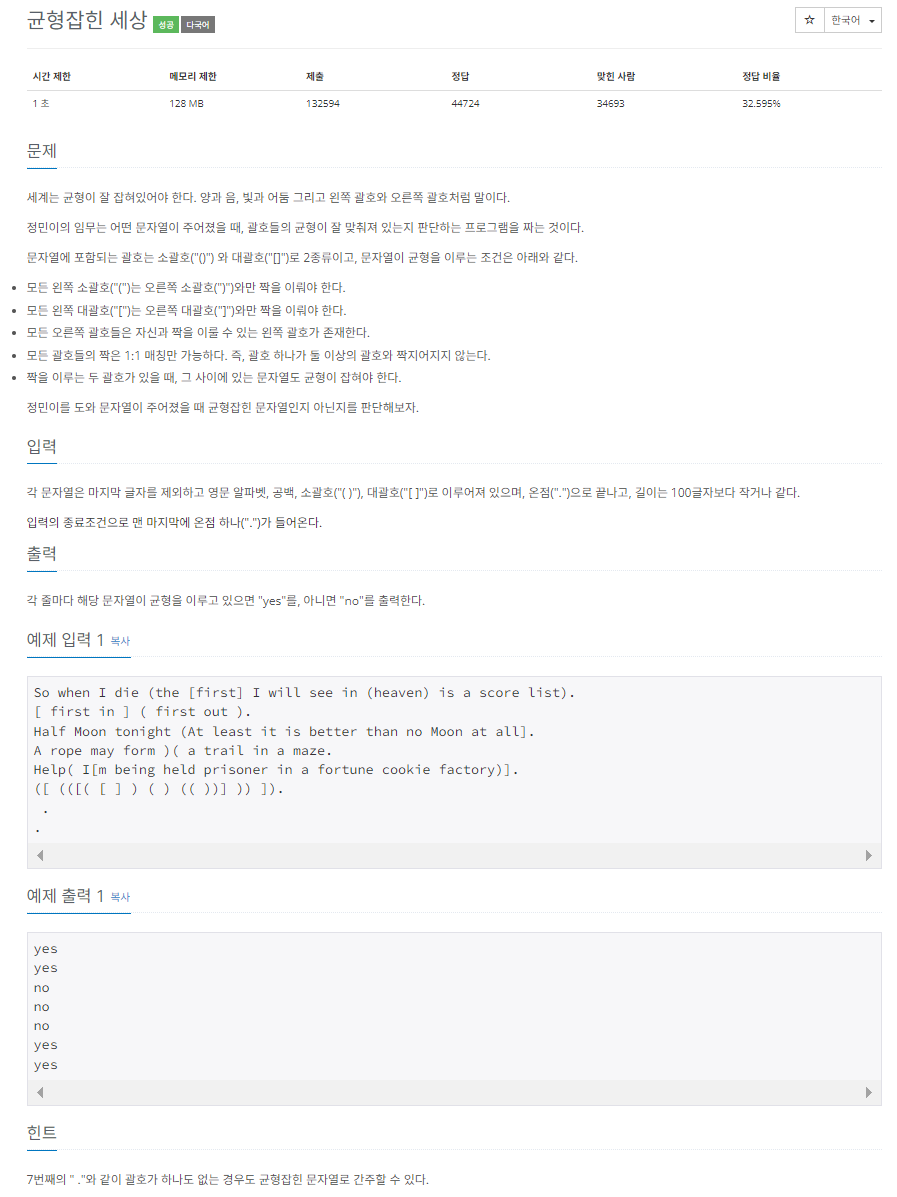 균형잡힌 세상 성공 다국어
☆ 한국어
시간 제한 메모리 제한 제출 정답 맞힌 사람 정답 비율
1 초 128 MB 132594 44724 34693 32.595%
문제
세계는 균형이 잘 잡혀있어야 한다. 양과 음, 빛과 어둠 그리고 왼쪽 괄호와 오른쪽 괄호처럼 말이다.
정민이의 임무는 어떤 문자열이 주어졌을 때, 괄호들의 균형이 잘 맞춰져 있는지 판단하는 프로그램을 짜는 것이다.
문자열에 포함되는 괄호는 소괄호("()") 와 대괄호("[]")로 2종류이고, 문자열이 균형을 이루는 조건은 아래와 같다.
• 모든 왼쪽 소괄호("(")는 오른쪽 소괄호(")")와만 짝을 이뤄야 한다.
• 모든 왼쪽 대괄호("[")는 오른쪽 대괄호("]")와만 짝을 이뤄야 한다.
• 모든 오른쪽 괄호들은 자신과 짝을 이룰 수 있는 왼쪽 괄호가 존재한다.
• 모든 괄호들의 짝은 1:1 매칭만 가능하다. 즉, 괄호 하나가 둘 이상의 괄호와 짝지어지지 않는다.
• 짝을 이루는 두 괄호가 있을 때, 그 사이에 있는 문자열도 균형이 잡혀야 한다.
정민이를 도와 문자열이 주어졌을 때 균형잡힌 문자열인지 아닌지를 판단해보자.
입력
각 문자열은 마지막 글자를 제외하고 영문 알파벳, 공백, 소괄호("( )"), 대괄호("[ ]")로 이루어져 있으며, 온점(".")으로 끝나고, 길이는 100글자보다 작거나 같다.
입력의 종료조건으로 맨 마지막에 온점 하나(".")가 들어온다.
출력
각 줄마다 해당 문자열이 균형을 이루고 있으면 "yes"를, 아니면 "no"를 출력한다.
예제 입력 1 복사
So when I die (the [first] I will see in (heaven) is a score list).
[ first in ] ( first out ).
Half Moon tonight (At least it is better than no Moon at all].
A rope may form )( a trail in a maze.
Help( I[m being held prisoner in a fortune cookie factory)].
([ (([( [ ] ) ( ) (( ))] )) ]).
 .
.
예제 출력 1 복사
yes
yes
no
no
no
yes
yes
힌트
7번째의 " ."와 같이 괄호가 하나도 없는 경우도 균형잡힌 문자열로 간주할 수 있다.